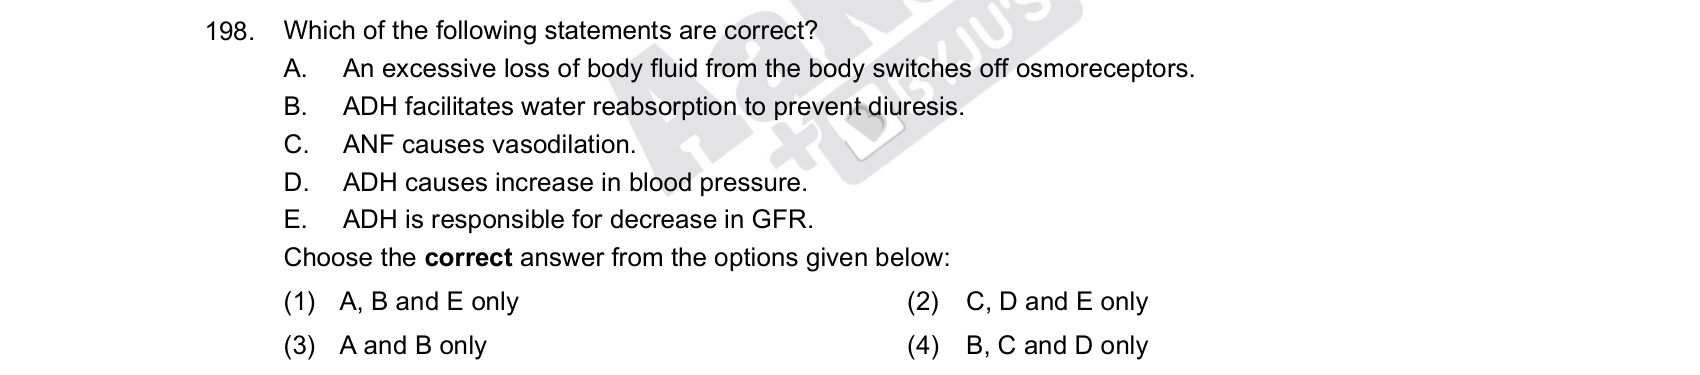 198. Which of the following statements are correct?
A. An excessive loss of body fluid from the body switches off osmoreceptors.
B. ADH facilitates water reabsorption to prevent diuresis.
C. ANF causes vasodilation.
D. ADH causes increase in blood pressure.
E. ADH is responsible for decrease in GFR.
Choose the correct answer from the options given below:
(1) A, B and E only (2) C, D and E only
(3) A and B only (4) B, C and D only